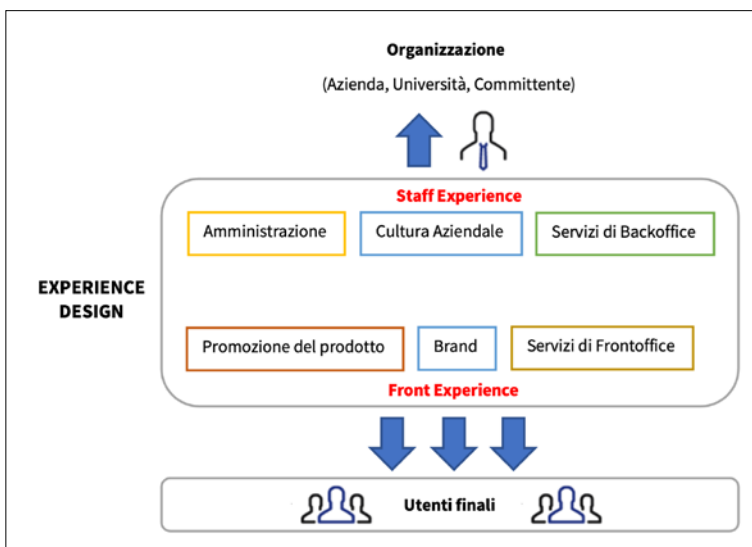 Organizzazione
(Azienda, Università, Committente)
Staff Experience
Amministrazione
Cultura Aziendale
Servizi di Backoffice
EXPERIENCE
DESIGN
Promozione del prodotto
Brand
Servizi di Frontoffice
Front Experience
Utenti finali